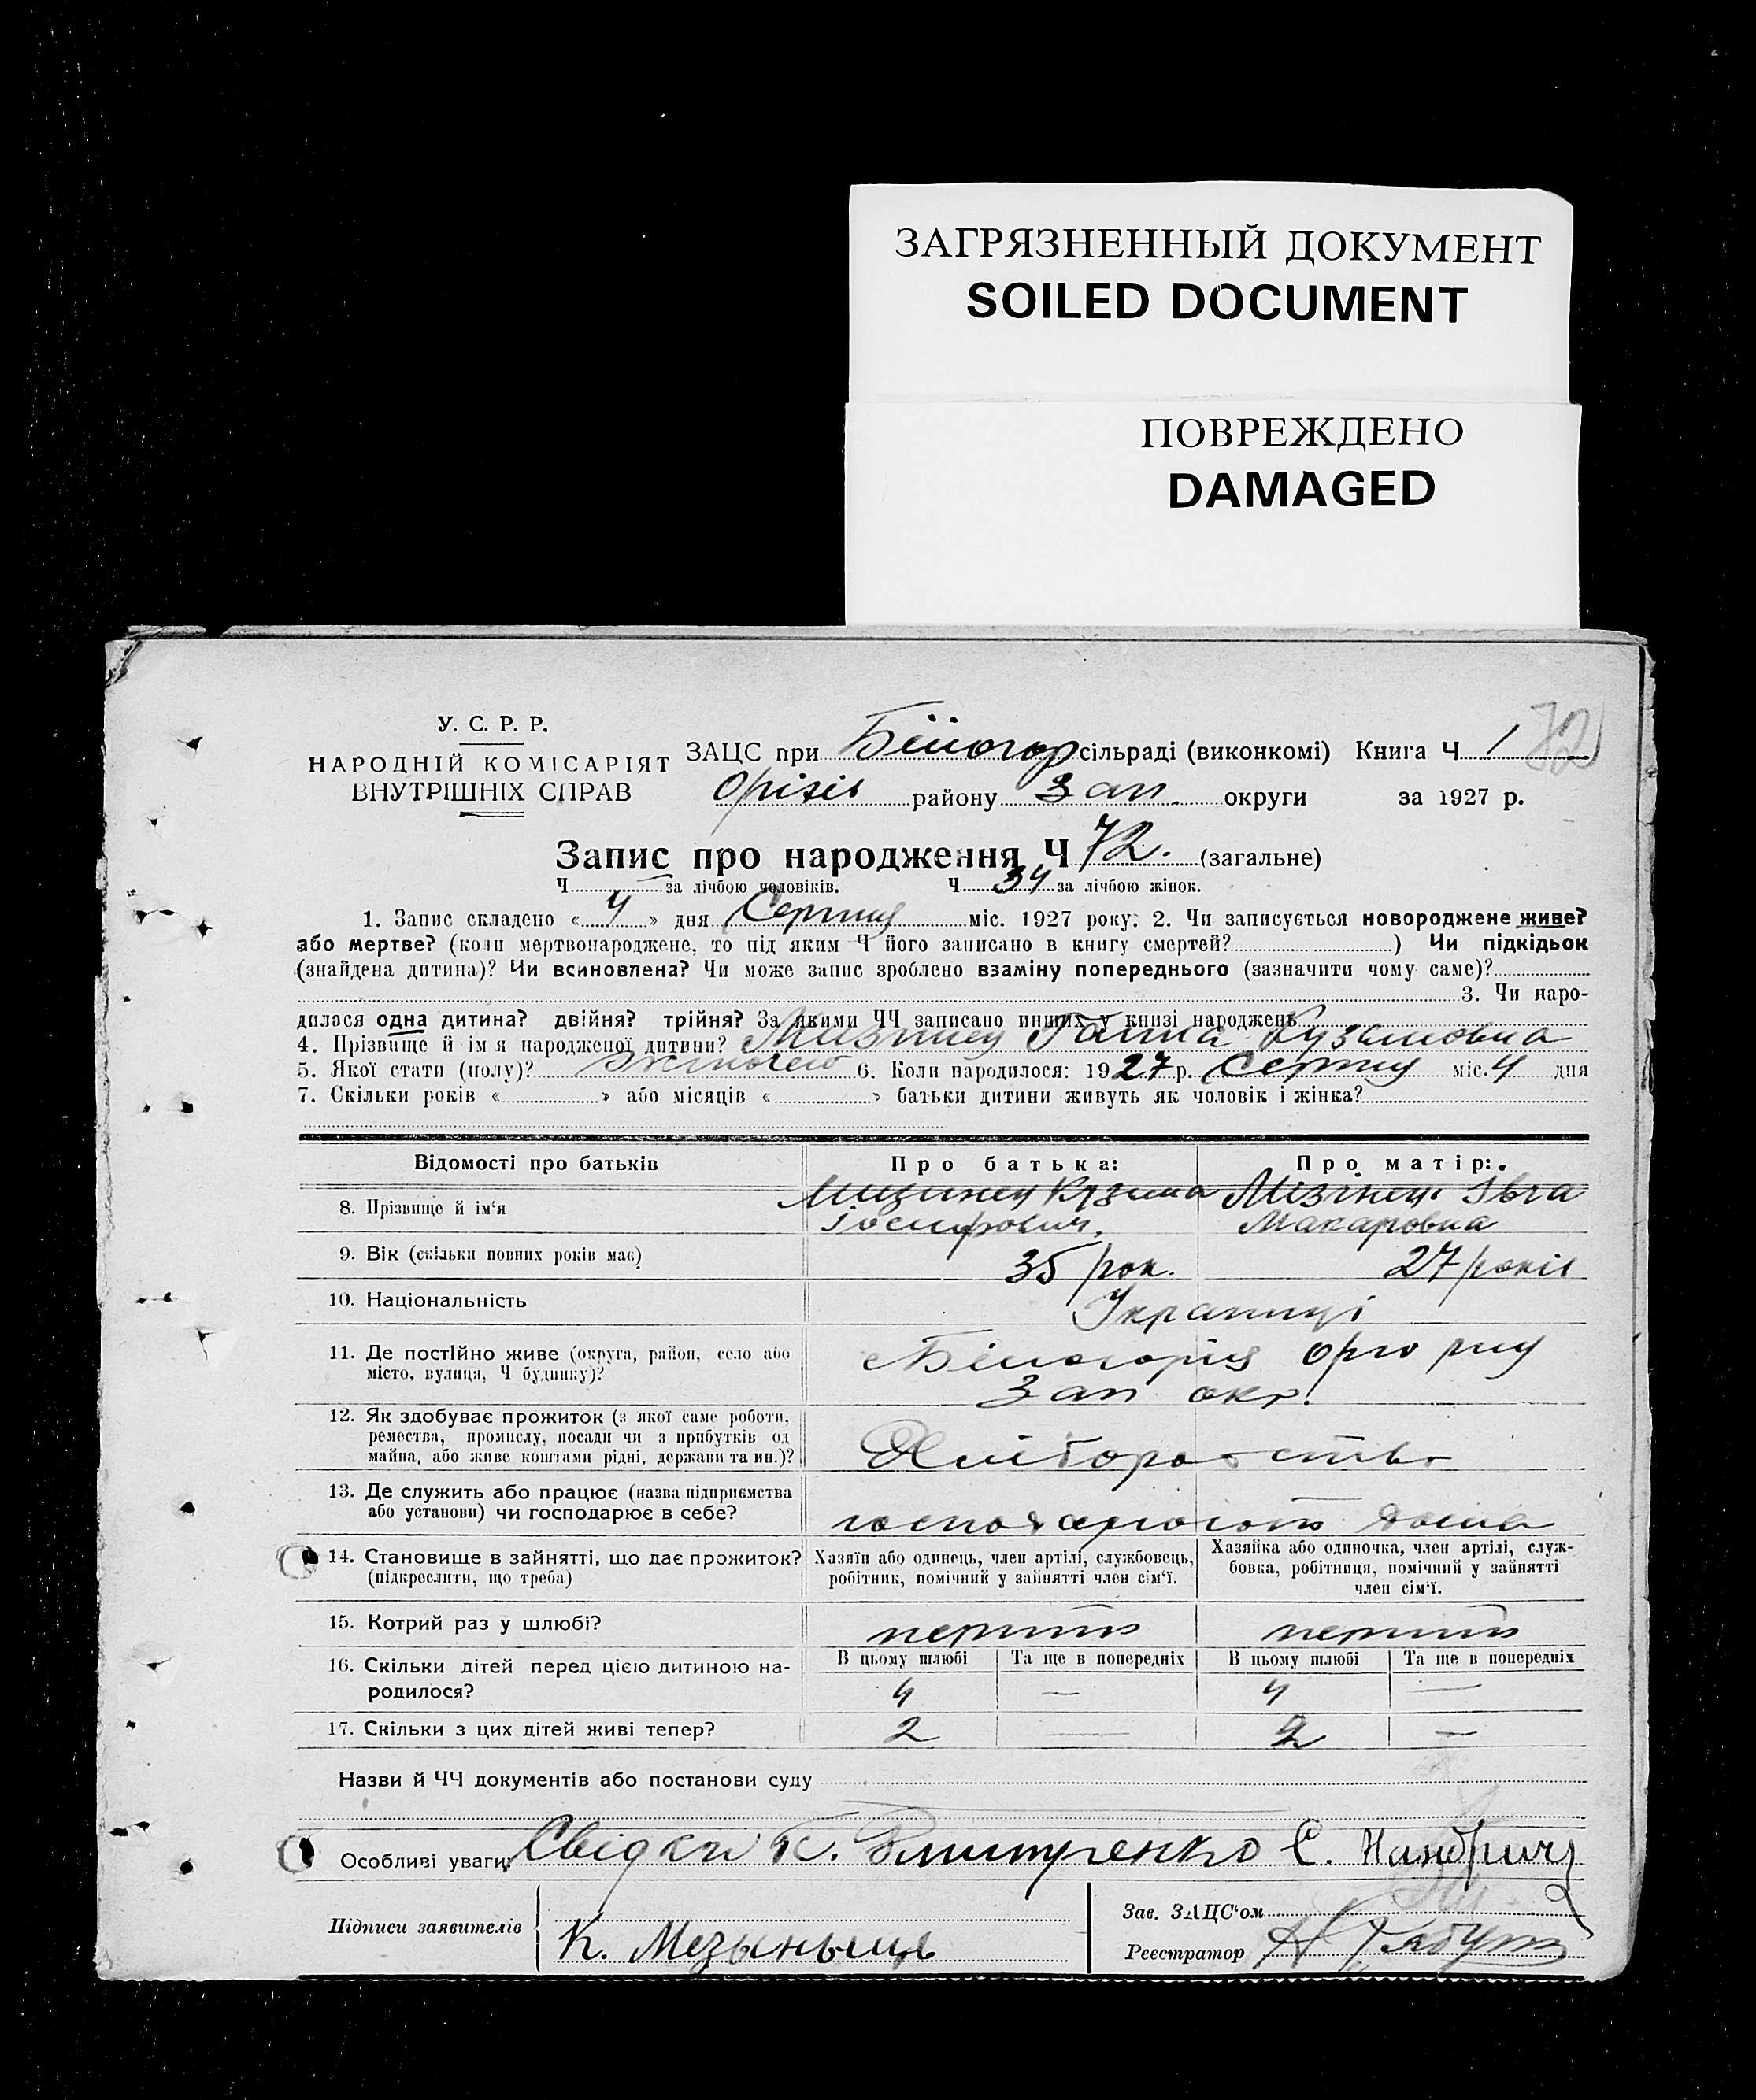 ЗАГРЯЗНЕННЫЙ ДОКУМЕНТ
SOILED DOCUMENT
ПОВРЕЖДЕНО
DAMAGED
72
У. С. Р. Р.
НАРОДНІЙ КОМІСАРІЯТ
ВНУТРІШНІХ СПРАВ
ЗАЦС при Білогор сільраді (виконкомі) Книга Ч 1
Оріхів району Зап. округи за 1927 р.
Запис про народження Ч 72. (загальне)
Ч за лічбою чоловіків. Ч 34 за лічбою жінок.
1. Запис складено « 4 » дня Серпня міс. 1927 року. 2. Чи записується новороджене живе?
або мертве? (коли мертвонароджене, то під яким Ч його записано в книгу смертей? ) Чи підкідьок
(знайдена дитина)? Чи всиновлена? Чи може запис зроблено взаміну попереднього (зазначити чому саме)?
3. Чи наро-
дилася одна дитина? двійня? трійня? За якими ЧЧ записано инших у книзі народжень
4. Прізвище й ім я народженої дитини? Мизинец Ганна Кузьмовна
5. Якої стати (полу)? жіночею 6. Коли народилося: 1927 р. Серпня міс. 4 дня
7. Скільки років « » або місяців « » батьки дитини живуть як чоловік і жінка?
Відомості про батьків Про батька: Про матір:
8. Прізвище й ім'я Мизинец Кузьма Мізінець Івга
Іосифович. Макаровна
9. Вік (скільки повних років має) 35 рок. 27 років
10. Національність Українці
11. Де постійно живе (округа, район, село або
місто, вулиця, Ч будинку)? Білогорія Оріо р-ну
Зап окр.
12. Як здобуває прожиток (з якої саме роботи,
ремества, промислу, посади чи з прибутків од
майна, або живе коштами рідні, держави та ин.)? Хліборобство
13. Де служить або працює (назва підприємства
або установи) чи господарює в себе? господарюють дома
14. Становище в зайнятті, що дає прожиток?
(підкреслити, що треба)
Хазяїн або одинець, член артілі, службовець,
робітник, помічний у зайнятті член сім'ї.
Хазяйка або одиночка, член артілі, служ-
бовка, робітниця, помічний у зайнятті
член сім'ї.
15. Котрий раз у шлюбі? перший перший
16. Скільки дітей перед цією дитиною на-
родилося?
В цьому шлюбі Та ще в попередніх В цьому шлюбі Та ще в попередніх
4 — 4 —
17. Скільки з цих дітей живі тепер? 2 — 2 —
Назви й ЧЧ документів або постанови суду
Особливі уваги Свідки К. Дмитренко С.
Підписи заявителів К. Мезыныць
Зав. ЗАЦС'ом
Реєстратор